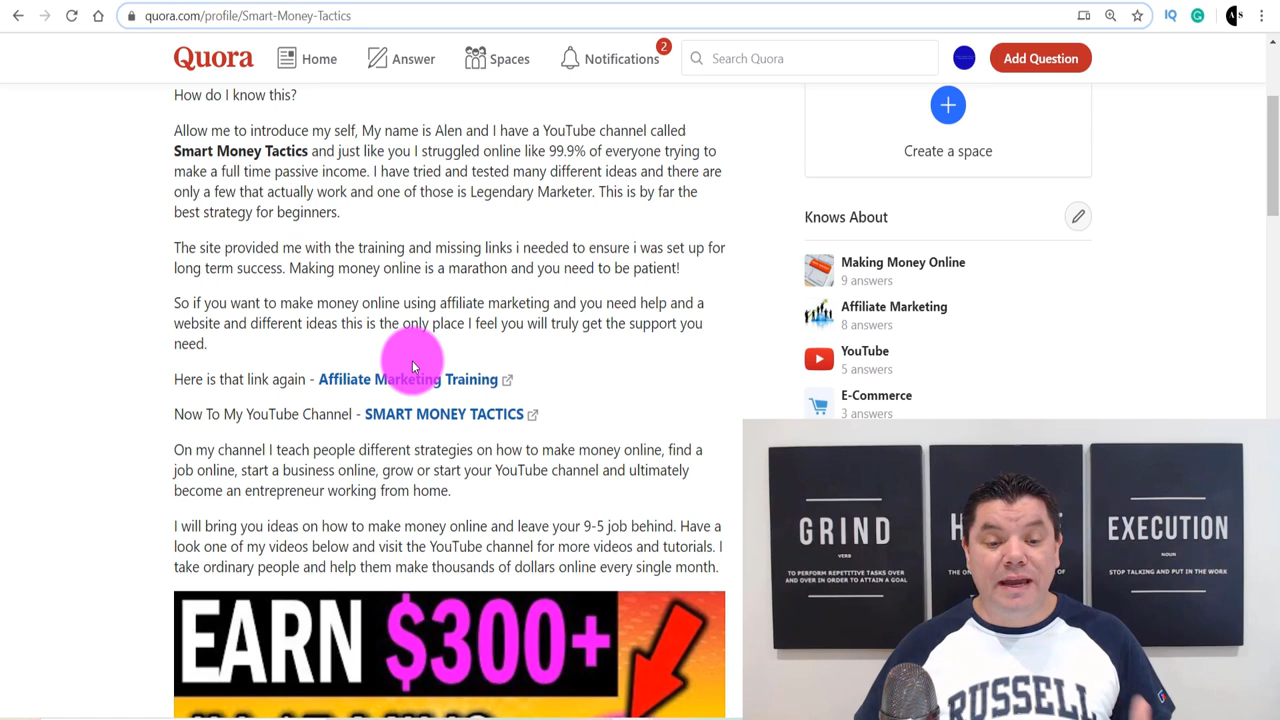 quora.com/profile/Smart-Money-Tactics
Quora Home Answer Spaces Notifications 2 Search Quora Add Question
How do I know this?
Allow me to introduce my self, My name is Alen and I have a YouTube channel called
Smart Money Tactics and just like you I struggled online like 99.9% of everyone trying to
make a full time passive income. I have tried and tested many different ideas and there are
only a few that actually work and one of those is Legendary Marketer. This is by far the
best strategy for beginners.
The site provided me with the training and missing links i needed to ensure i was set up for
long term success. Making money online is a marathon and you need to be patient!
So if you want to make money online using affiliate marketing and you need help and a
website and different ideas this is the only place I feel you will truly get the support you
need.
Here is that link again - Affiliate Marketing Training
Now To My YouTube Channel - SMART MONEY TACTICS
On my channel I teach people different strategies on how to make money online, find a
job online, start a business online, grow or start your YouTube channel and ultimately
become an entrepreneur working from home.
I will bring you ideas on how to make money online and leave your 9-5 job behind. Have a
look one of my videos below and visit the YouTube channel for more videos and tutorials. I
take ordinary people and help them make thousands of dollars online every single month.
EARN $300+
Create a space
Knows About
Making Money Online
9 answers
Affiliate Marketing
8 answers
YouTube
5 answers
E-Commerce
3 answers
GRIND
VERB
TO PERFORM REPETITIVE TASKS OVER
AND OVER IN ORDER TO ATTAIN A GOAL
EXECUTION
NOUN
STOP TALKING AND PUT IN THE WORK
RUSSELL